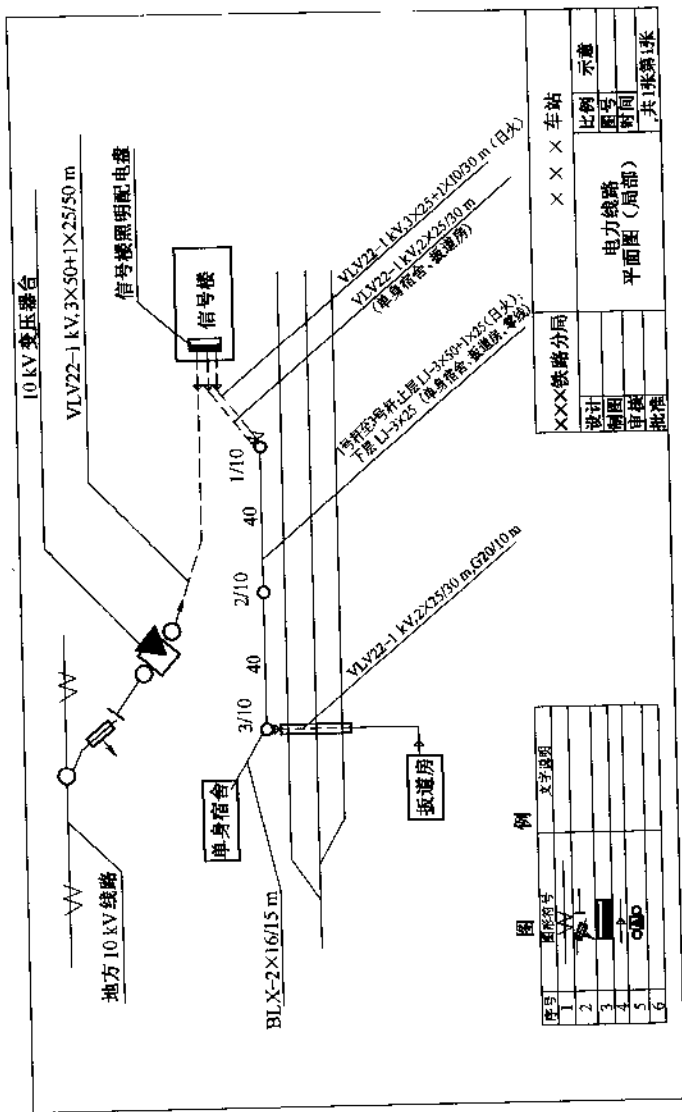 10 kV 变压器台
VLV22-1 kV,3×50+1×25/50 m
信号楼照明配电盘
信号楼
VLV22-1 kV,3×25+1×10/30 m (日火)
VLV22-1 kV,2×25/30 m
(单身宿舍、扳道房)
1号杆至3号杆:上层 LJ-3×50+1×25(日火);
下层 LJ-3×25 (单身宿舍、扳道房、零线)
1/10
40
2/10
40
3/10
VLV22-1 kV,2×25/30 m,G20/10 m
单身宿舍
扳道房
BLX-2×16/15 m
地方 10 kV 线路
图 例
序号 图形符号 文字说明
1
2
3
4
5
6
×××铁路分局
× × × 车站
设计
制图
审核
批准
电力线路
平面图(局部)
比例 示意
图号
时间
共1张第1张